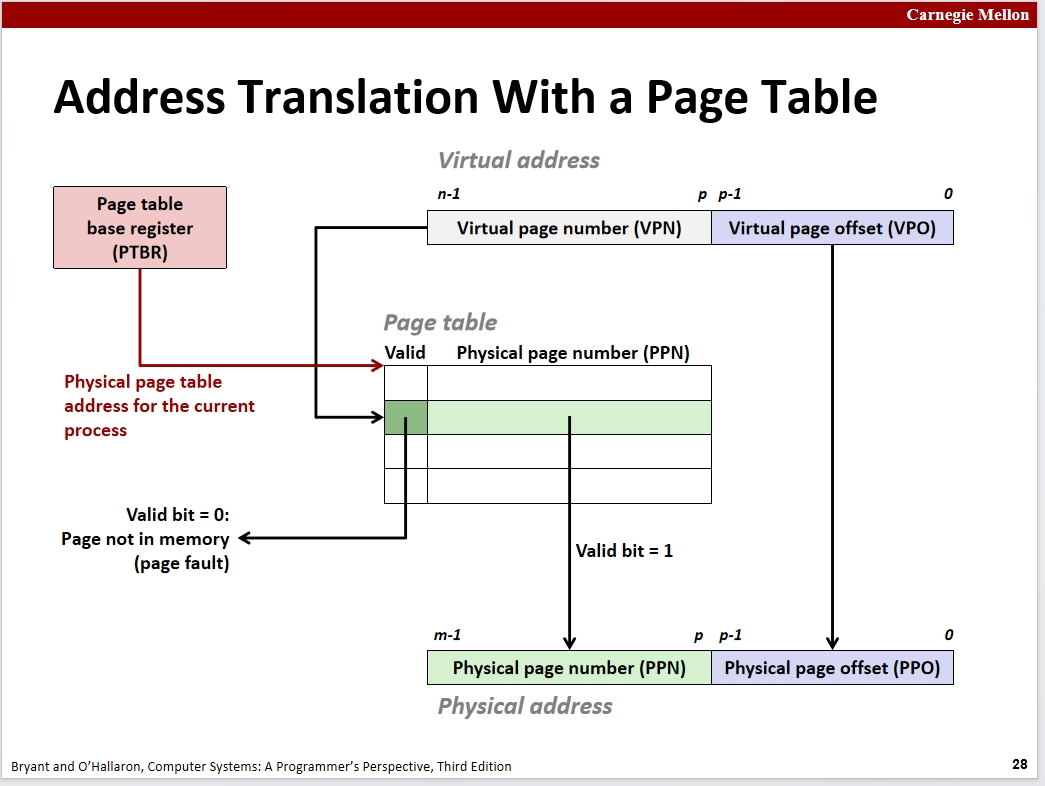 Carnegie Mellon
Address Translation With a Page Table
Virtual address
n-1 p p-1 0
Page table
base register
(PTBR)
Virtual page number (VPN) Virtual page offset (VPO)
Page table
Valid Physical page number (PPN)
Physical page table
address for the current
process
Valid bit = 0:
Page not in memory
(page fault)
Valid bit = 1
m-1 p p-1 0
Physical page number (PPN) Physical page offset (PPO)
Physical address
Bryant and O’Hallaron, Computer Systems: A Programmer’s Perspective, Third Edition
28